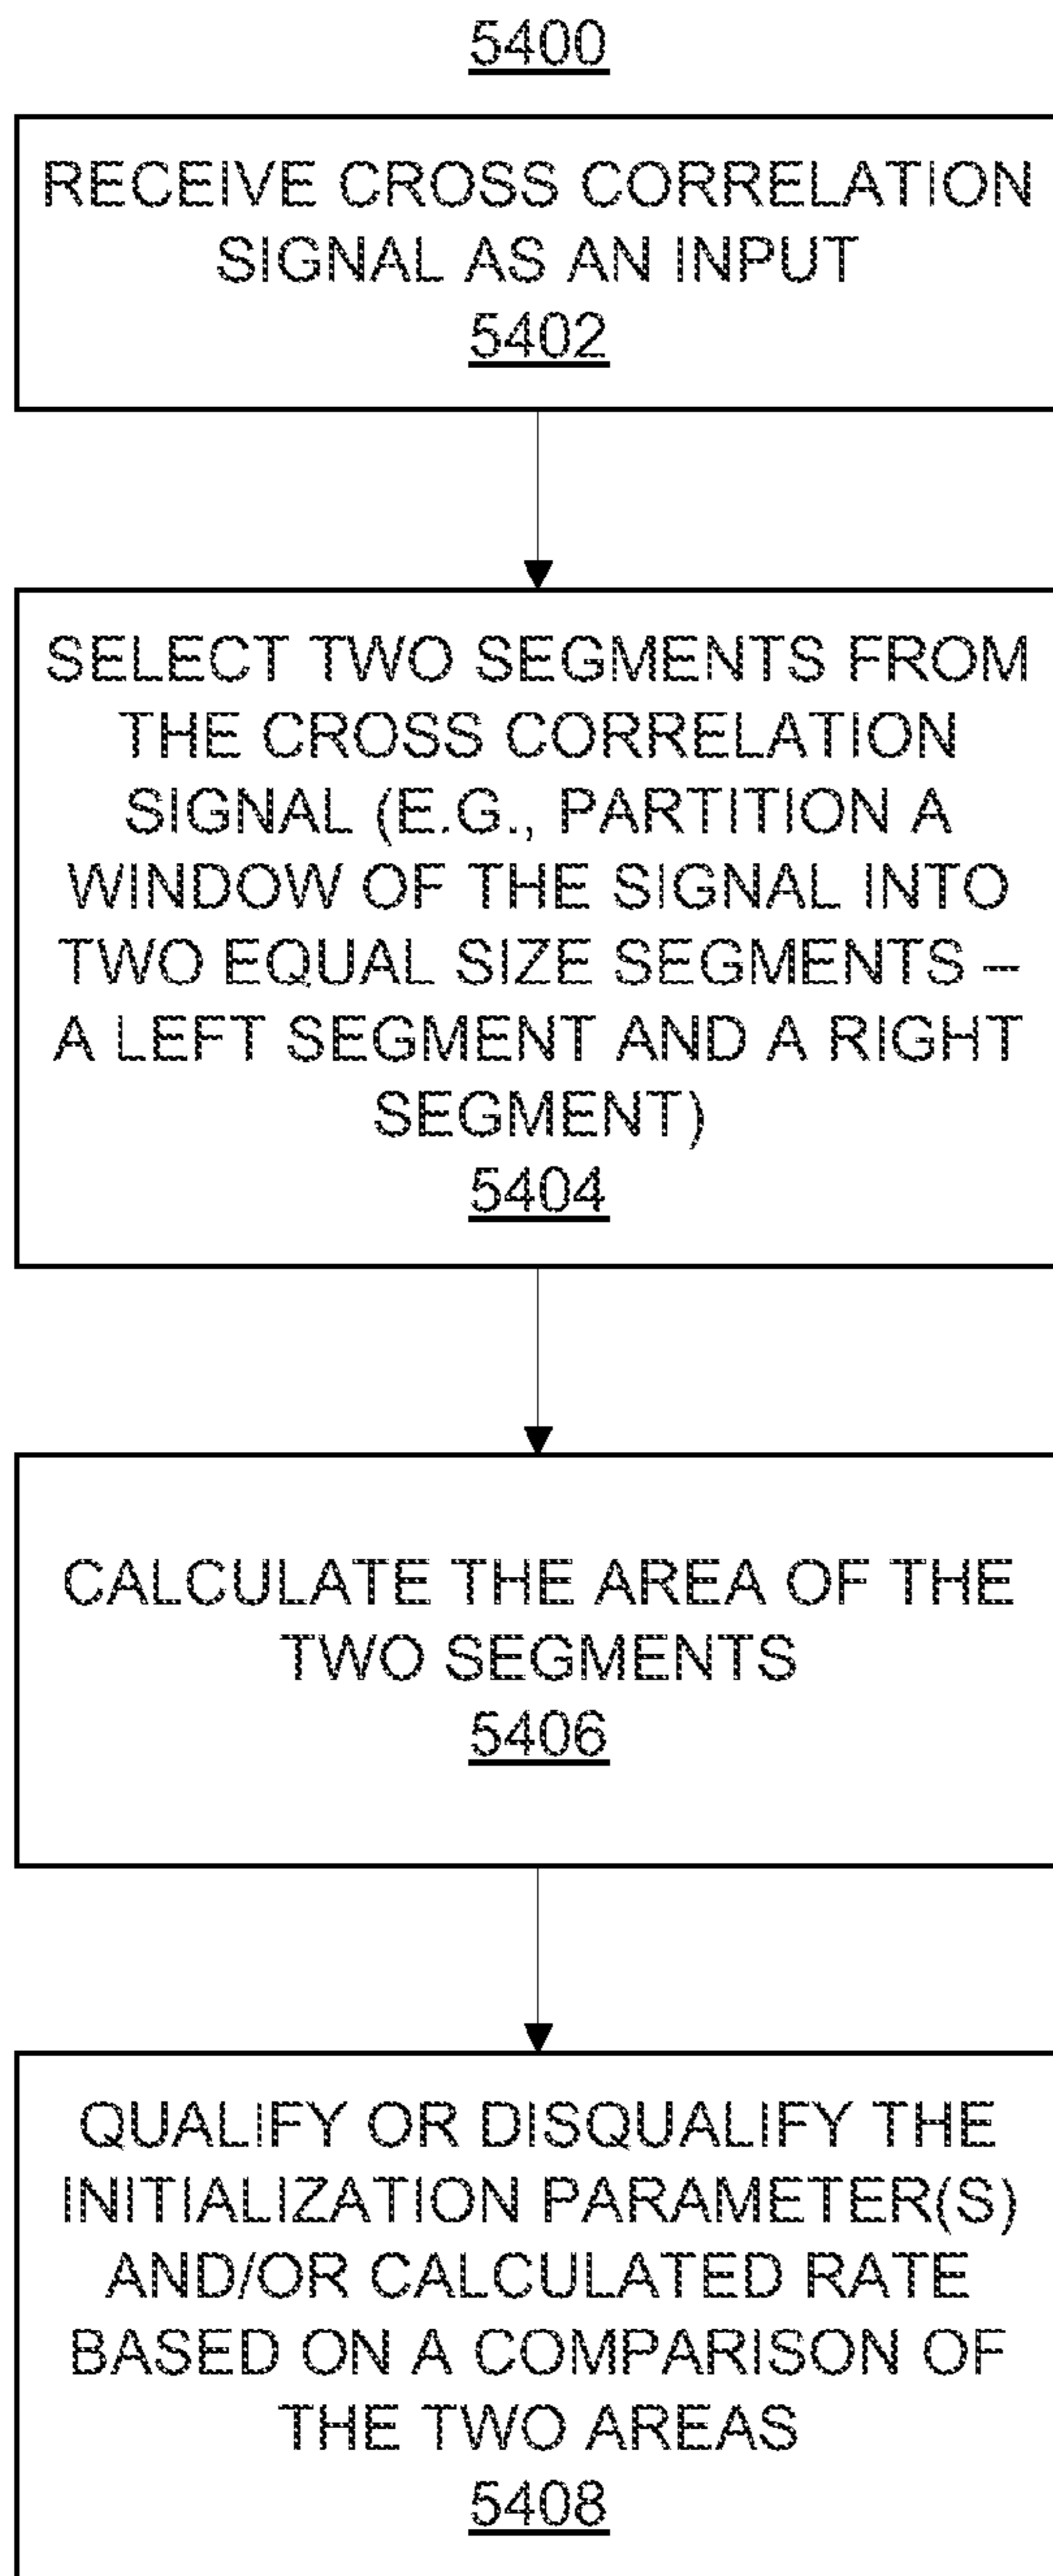 5400
RECEIVE CROSS CORRELATION
SIGNAL AS AN INPUT
5402
SELECT TWO SEGMENTS FROM
THE CROSS CORRELATION
SIGNAL (E.G., PARTITION A
WINDOW OF THE SIGNAL INTO
TWO EQUAL SIZE SEGMENTS –
A LEFT SEGMENT AND A RIGHT
SEGMENT)
5404
CALCULATE THE AREA OF THE
TWO SEGMENTS
5406
QUALIFY OR DISQUALIFY THE
INITIALIZATION PARAMETER(S)
AND/OR CALCULATED RATE
BASED ON A COMPARISON OF
THE TWO AREAS
5408